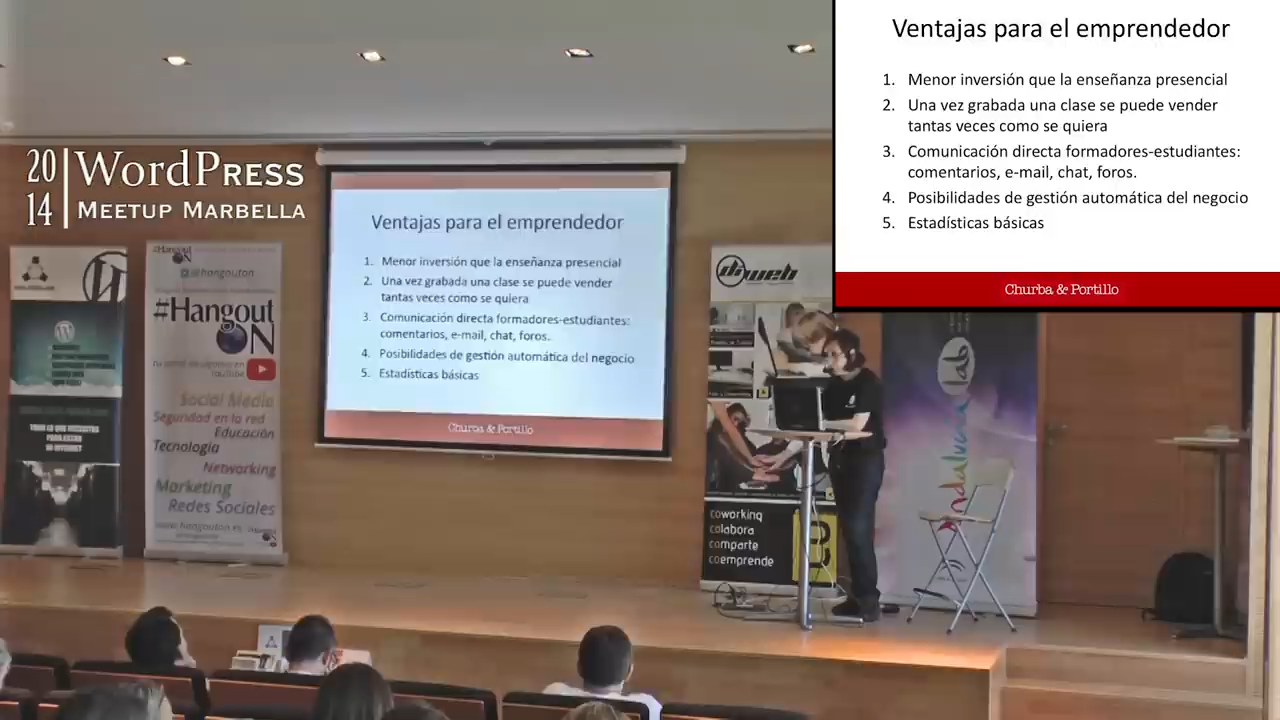 Ventajas para el emprendedor
1. Menor inversión que la enseñanza presencial
2. Una vez grabada una clase se puede vender
tantas veces como se quiera
3. Comunicación directa formadores-estudiantes:
comentarios, e-mail, chat, foros.
4. Posibilidades de gestión automática del negocio
5. Estadísticas básicas
Churba & Portillo
20 WordPress
14 Meetup Marbella
Ventajas para el emprendedor
1. Menor inversión que la enseñanza presencial
2. Una vez grabada una clase se puede vender
tantas veces como se quiera
3. Comunicación directa formadores-estudiantes:
comentarios, e-mail, chat, foros.
4. Posibilidades de gestión automática del negocio
5. Estadísticas básicas
Churba & Portillo
@hangouton
#Hangout
ON
YouTube
Social Media
Seguridad en la red
Educación
Tecnología
Networking
Marketing
Redes Sociales
diweb
coworking
colabora
comparte
coemprende
andalucía lab